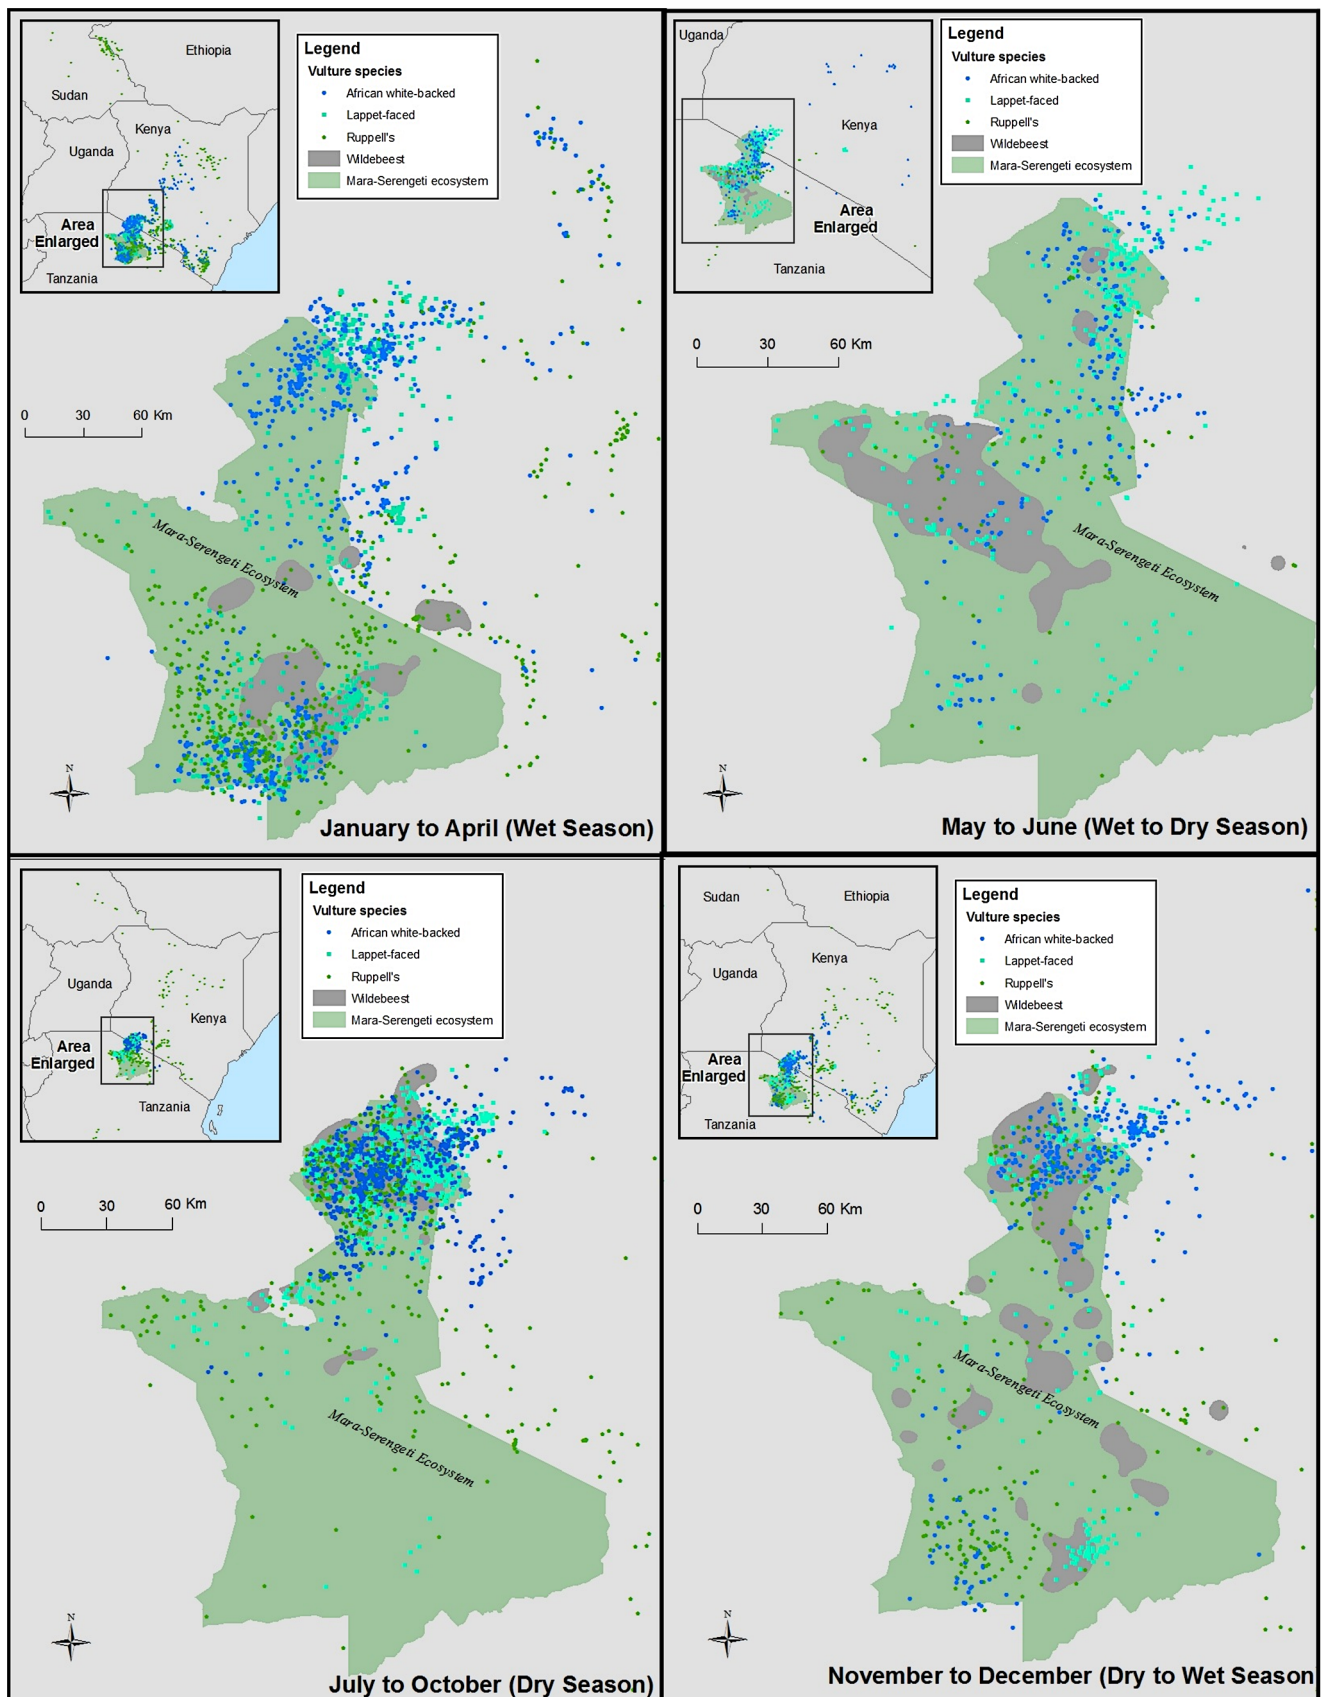 Ethiopia
Sudan
Kenya
Uganda
Area
Enlarged
Tanzania
Legend
Vulture species
African white-backed
Lappet-faced
Ruppell's
Wildebeest
Mara-Serengeti ecosystem
0 30 60 Km
Mara-Serengeti Ecosystem
N
January to April (Wet Season)
Uganda
Kenya
Area
Enlarged
Tanzania
Legend
Vulture species
African white-backed
Lappet-faced
Ruppell's
Wildebeest
Mara-Serengeti ecosystem
0 30 60 Km
Mara-Serengeti Ecosystem
N
May to June (Wet to Dry Season)
Uganda
Kenya
Area
Enlarged
Tanzania
Legend
Vulture species
African white-backed
Lappet-faced
Ruppell's
Wildebeest
Mara-Serengeti ecosystem
0 30 60 Km
Mara-Serengeti Ecosystem
N
July to October (Dry Season)
Sudan
Ethiopia
Kenya
Uganda
Area
Enlarged
Tanzania
Legend
Vulture species
African white-backed
Lappet-faced
Ruppell's
Wildebeest
Mara-Serengeti ecosystem
0 30 60 Km
Mara-Serengeti Ecosystem
N
November to December (Dry to Wet Season